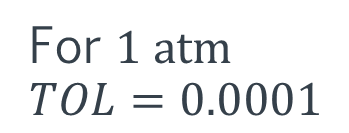 For 1 atm
TOL = 0.0001